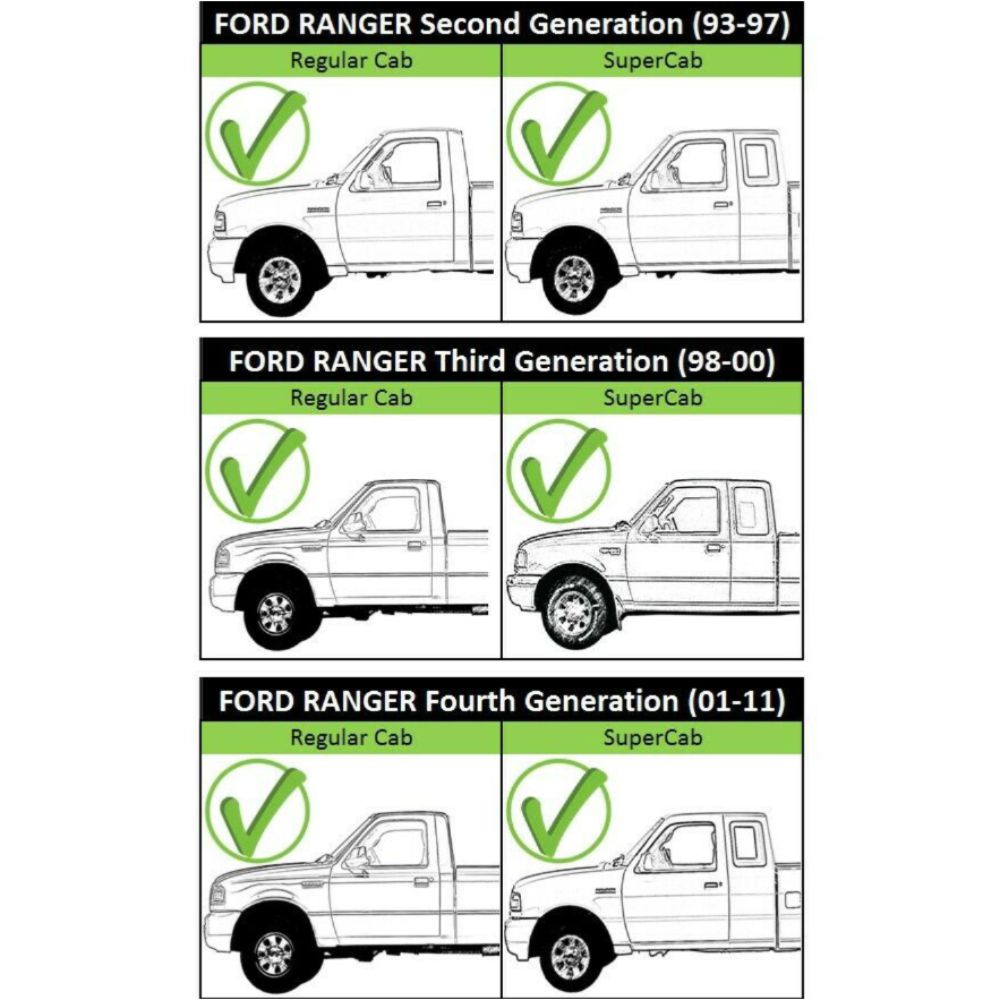 FORD RANGER Second Generation (93-97)
Regular Cab
SuperCab
FORD RANGER Third Generation (98-00)
Regular Cab
SuperCab
FORD RANGER Fourth Generation (01-11)
Regular Cab
SuperCab